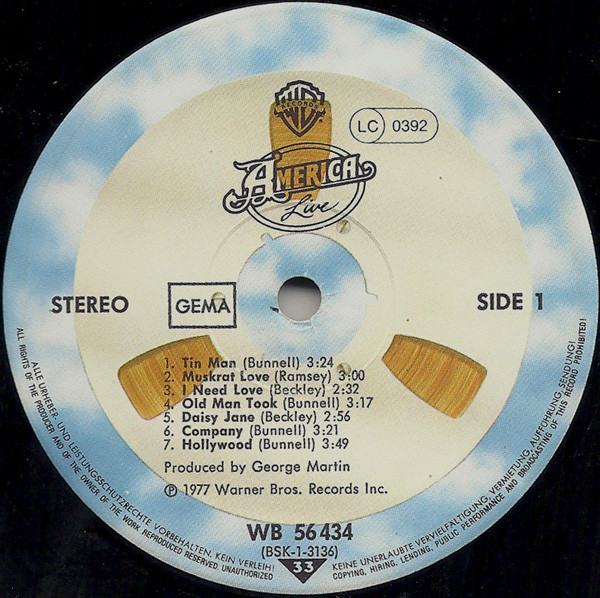 WB
RECORDS
LC 0392
AMERICA
Live
STEREO
GEMA
SIDE 1
1. Tin Man (Bunnell) 3:24
2. Muskrat Love (Ramsey) 3:00
3. I Need Love (Beckley) 2:32
4. Old Man Took (Bunnell) 3:17
5. Daisy Jane (Beckley) 2:56
6. Company (Bunnell) 3:21
7. Hollywood (Bunnell) 3:49
Produced by George Martin
℗ 1977 Warner Bros. Records Inc.
WB 56 434
(BSK-1-3136)
33
ALLE URHEBER- UND LEISTUNGSSCHUTZRECHTE VORBEHALTEN. KEIN VERLEIH!
ALL RIGHTS OF THE PRODUCER AND OF THE OWNER OF THE WORK REPRODUCED RESERVED. UNAUTHORIZED
KEINE UNERLAUBTE VERVIELFÄLTIGUNG, VERMIETUNG, AUFFÜHRUNG, SENDUNG!
COPYING, HIRING, LENDING, PUBLIC PERFORMANCE AND BROADCASTING OF THIS RECORD PROHIBITED!